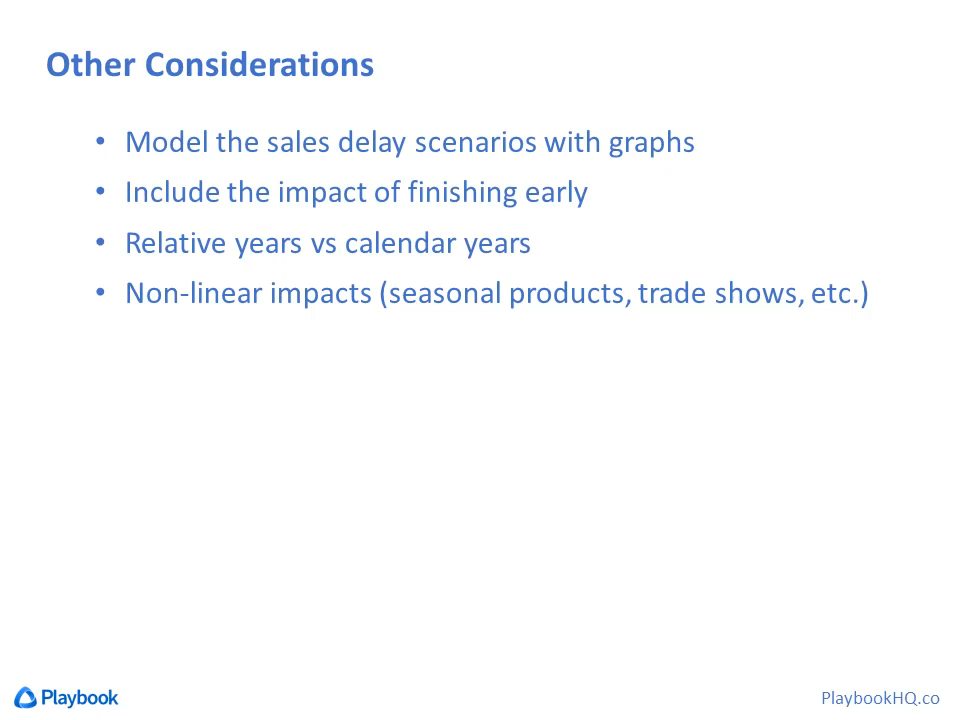 Other Considerations
• Model the sales delay scenarios with graphs
• Include the impact of finishing early
• Relative years vs calendar years
• Non-linear impacts (seasonal products, trade shows, etc.)
Playbook
PlaybookHQ.co